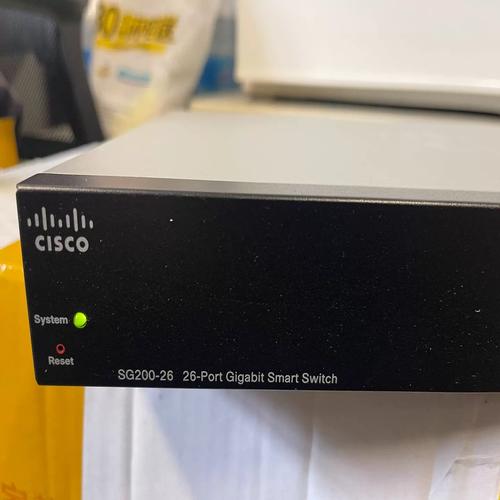 CISCO
System
Reset
SG200-26 26-Port Gigabit Smart Switch